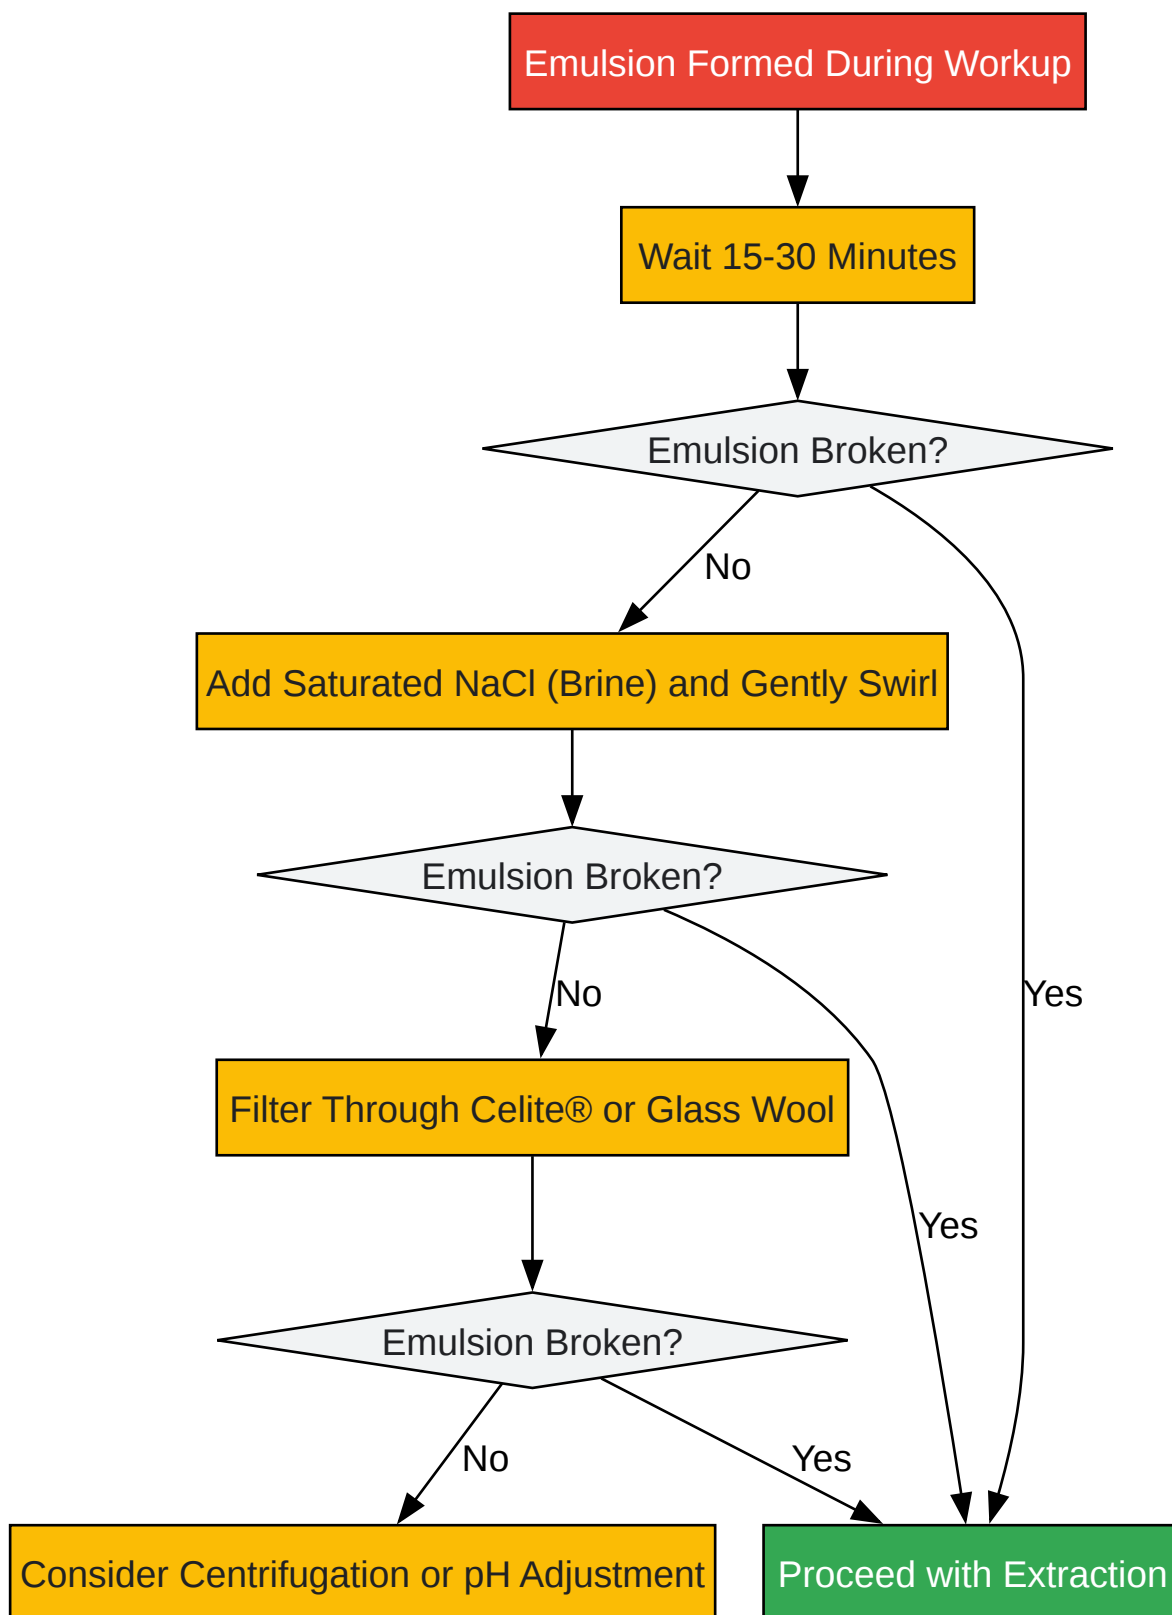 Emulsion Formed During Workup
Wait 15-30 Minutes
Emulsion Broken?
No
Add Saturated NaCl (Brine) and Gently Swirl
Emulsion Broken?
No
Yes
Filter Through Celite® or Glass Wool
Yes
Emulsion Broken?
No
Yes
Consider Centrifugation or pH Adjustment
Proceed with Extraction